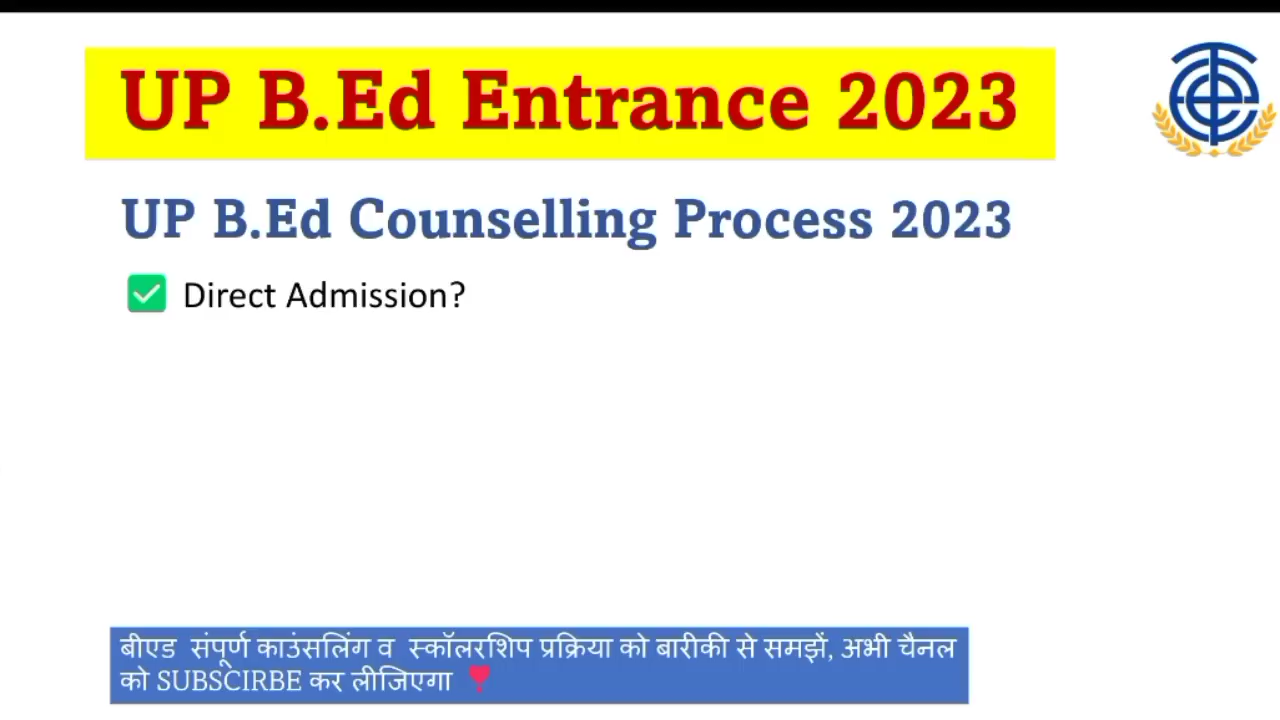 UP B.Ed Entrance 2023
UP B.Ed Counselling Process 2023
✅ Direct Admission?
बीएड संपूर्ण काउंसलिंग व स्कॉलरशिप प्रक्रिया को बारीकी से समझें, अभी चैनल
को SUBSCIRBE कर लीजिएगा ❣